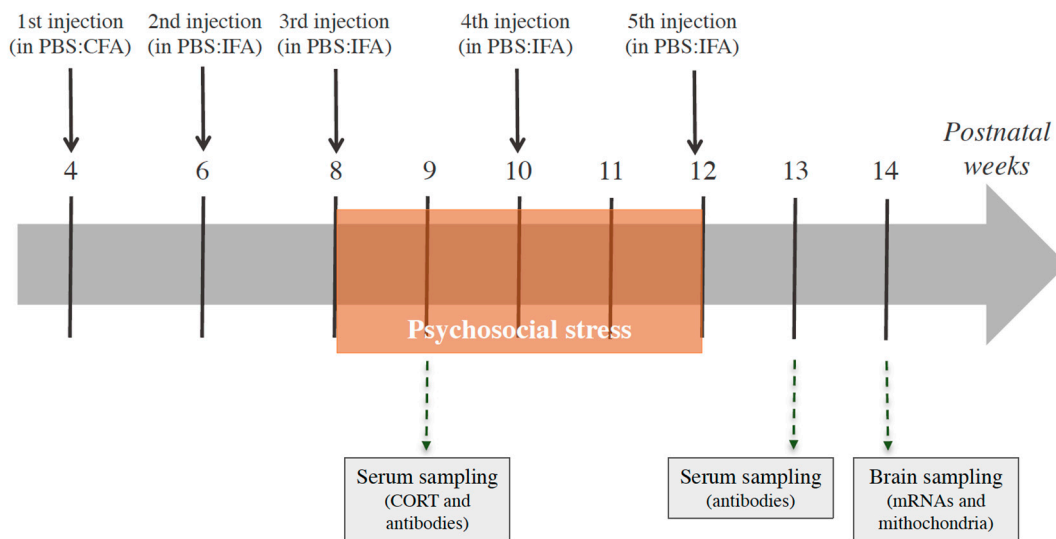 1st injection
(in PBS:CFA)
2nd injection
(in PBS:IFA)
3rd injection
(in PBS:IFA)
4th injection
(in PBS:IFA)
5th injection
(in PBS:IFA)
Postnatal
weeks
4
6
8
9
10
11
12
13
14
Psychosocial stress
Serum sampling
(CORT and
antibodies)
Serum sampling
(antibodies)
Brain sampling
(mRNAs and
mithochondria)